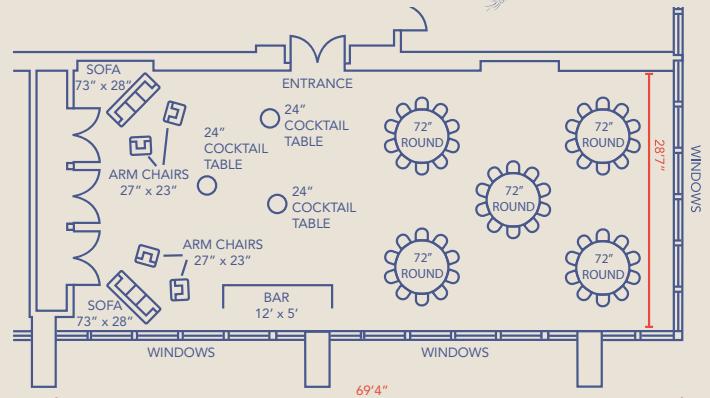 SOFA
73” x 28”
ENTRANCE
24”
COCKTAIL
TABLE
24”
COCKTAIL
TABLE
24”
COCKTAIL
TABLE
ARM CHAIRS
27” x 23”
ARM CHAIRS
27” x 23”
SOFA
73” x 28”
BAR
12’ x 5’
72”
ROUND
72”
ROUND
72”
ROUND
72”
ROUND
72”
ROUND
28’7”
WINDOWS
WINDOWS
WINDOWS
69’4”